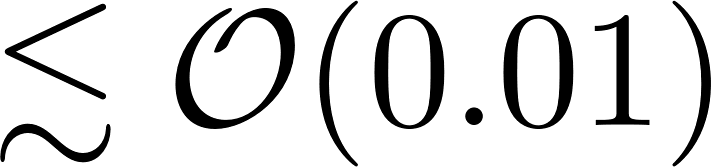 ≲ 𝒪(0.01)